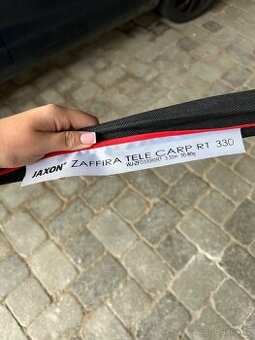 JAXON® ZAFFIRA TELE CARP RT 330
3.30m 30-80g